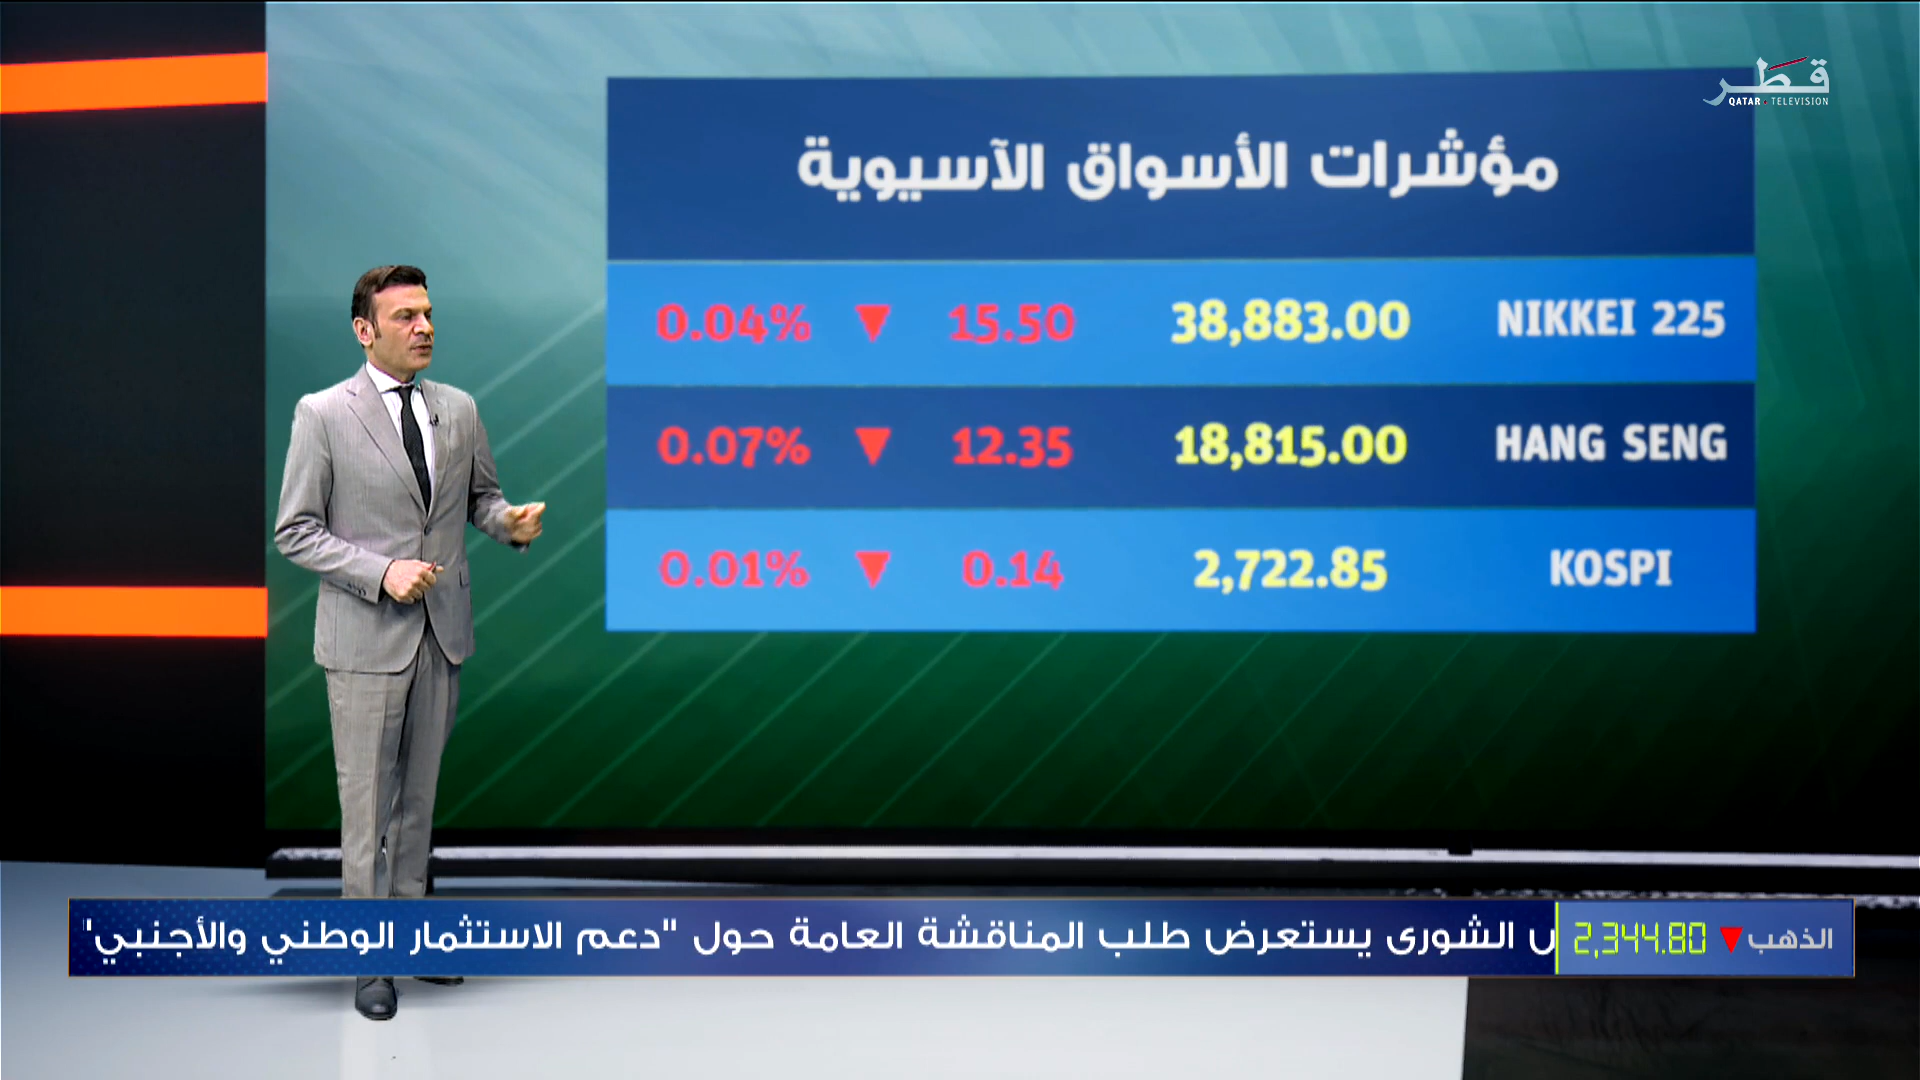 قطر
QATAR TELEVISION
مؤشرات الأسواق الآسيوية
NIKKEI 225 38,883.00 15.50 ▼ 0.04%
HANG SENG 18,815.00 12.35 ▼ 0.07%
KOSPI 2,722.85 0.14 ▼ 0.01%
الذهب ▼ 2,344.80
الشورى يستعرض طلب المناقشة العامة حول "دعم الاستثمار الوطني والأجنبي"